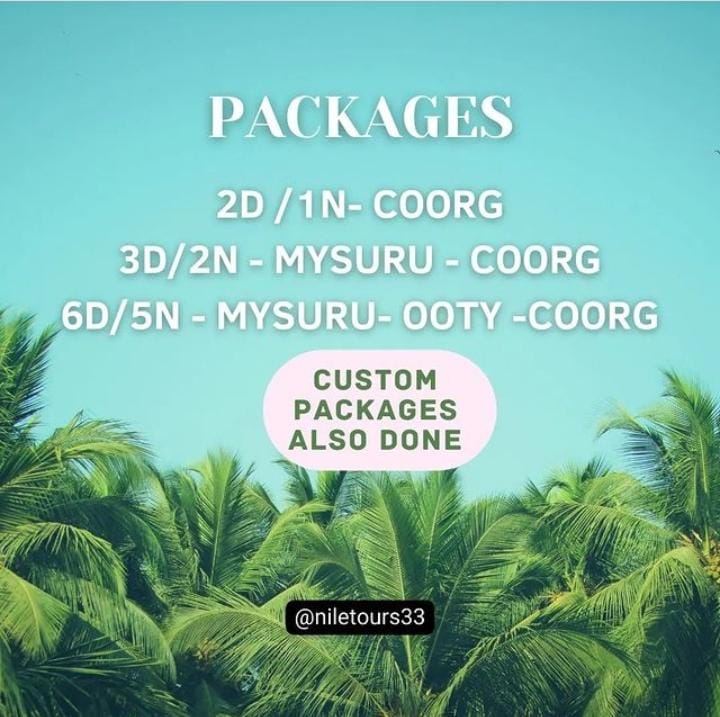 PACKAGES
2D /1N- COORG
3D/2N - MYSURU - COORG
6D/5N - MYSURU- OOTY -COORG
CUSTOM
PACKAGES
ALSO DONE
@niletours33